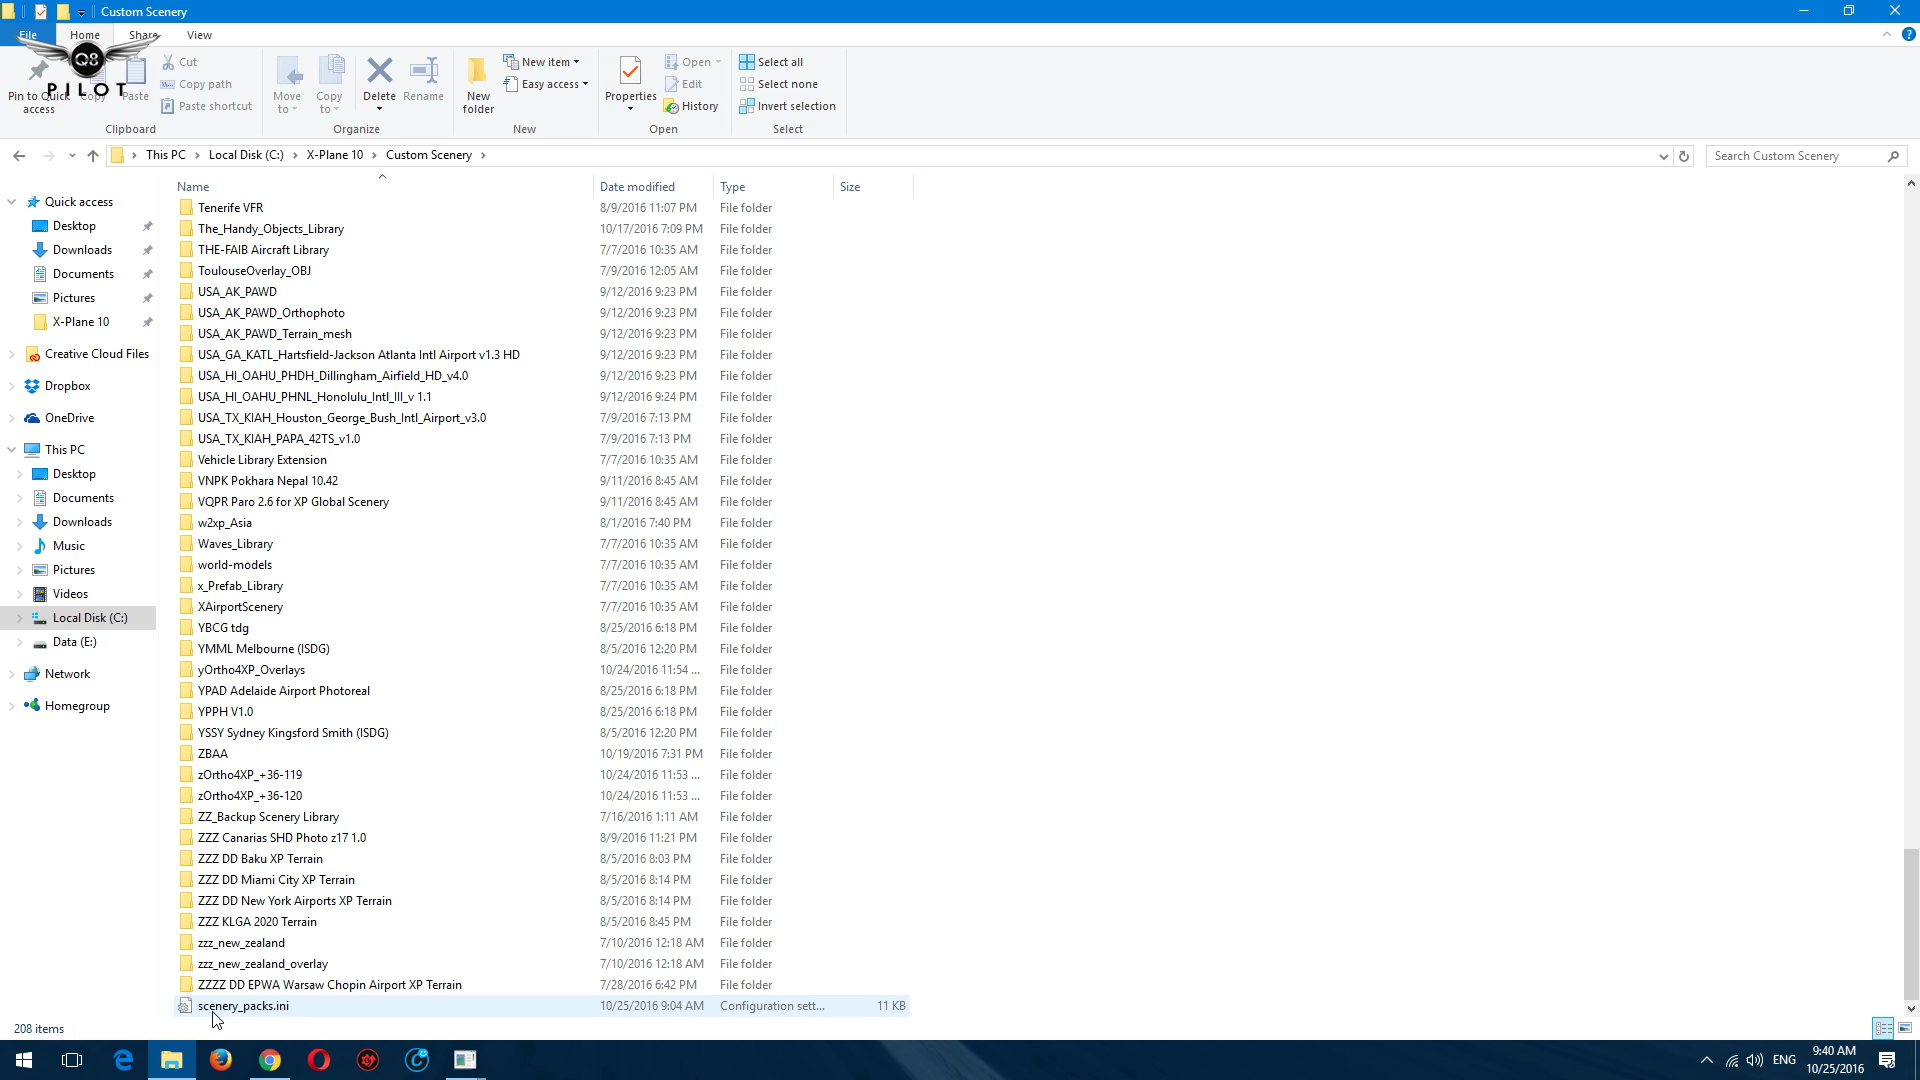 Custom Scenery
File Home Share View
Q8
PILOT
Pin to Quick access
Copy
Paste
Cut
Copy path
Paste shortcut
Clipboard
Move to
Copy to
Delete
Rename
Organize
New folder
New item
Easy access
New
Properties
Open
Edit
History
Open
Select all
Select none
Invert selection
Select
This PC Local Disk (C:) X-Plane 10 Custom Scenery
Search Custom Scenery
Quick access
Desktop
Downloads
Documents
Pictures
X-Plane 10
Creative Cloud Files
Dropbox
OneDrive
This PC
Desktop
Documents
Downloads
Music
Pictures
Videos
Local Disk (C:)
Data (E:)
Network
Homegroup
Name Date modified Type Size
Tenerife VFR 8/9/2016 11:07 PM File folder
The_Handy_Objects_Library 10/17/2016 7:09 PM File folder
THE-FAIB Aircraft Library 7/7/2016 10:35 AM File folder
ToulouseOverlay_OBJ 7/9/2016 12:05 AM File folder
USA_AK_PAWD 9/12/2016 9:23 PM File folder
USA_AK_PAWD_Orthophoto 9/12/2016 9:23 PM File folder
USA_AK_PAWD_Terrain_mesh 9/12/2016 9:23 PM File folder
USA_GA_KATL_Hartsfield-Jackson Atlanta Intl Airport v1.3 HD 9/12/2016 9:23 PM File folder
USA_HI_OAHU_PHDH_Dillingham_Airfield_HD_v4.0 9/12/2016 9:23 PM File folder
USA_HI_OAHU_PHNL_Honolulu_Intl_III_v 1.1 9/12/2016 9:24 PM File folder
USA_TX_KIAH_Houston_George_Bush_Intl_Airport_v3.0 7/9/2016 7:13 PM File folder
USA_TX_KIAH_PAPA_42TS_v1.0 7/9/2016 7:13 PM File folder
Vehicle Library Extension 7/7/2016 10:35 AM File folder
VNPK Pokhara Nepal 10.42 9/11/2016 8:45 AM File folder
VQPR Paro 2.6 for XP Global Scenery 9/11/2016 8:45 AM File folder
w2xp_Asia 8/1/2016 7:40 PM File folder
Waves_Library 7/7/2016 10:35 AM File folder
world-models 7/7/2016 10:35 AM File folder
x_Prefab_Library 7/7/2016 10:35 AM File folder
XAirportScenery 7/7/2016 10:35 AM File folder
YBCG tdg 8/25/2016 6:18 PM File folder
YMML Melbourne (ISDG) 8/5/2016 12:20 PM File folder
yOrtho4XP_Overlays 10/24/2016 11:54 ... File folder
YPAD Adelaide Airport Photoreal 8/25/2016 6:18 PM File folder
YPPH V1.0 8/25/2016 6:18 PM File folder
YSSY Sydney Kingsford Smith (ISDG) 8/5/2016 12:20 PM File folder
ZBAA 10/19/2016 7:31 PM File folder
zOrtho4XP_+36-119 10/24/2016 11:53 ... File folder
zOrtho4XP_+36-120 10/24/2016 11:53 ... File folder
ZZ_Backup Scenery Library 7/16/2016 1:11 AM File folder
ZZZ Canarias SHD Photo z17 1.0 8/9/2016 11:21 PM File folder
ZZZ DD Baku XP Terrain 8/5/2016 8:03 PM File folder
ZZZ DD Miami City XP Terrain 8/5/2016 8:14 PM File folder
ZZZ DD New York Airports XP Terrain 8/5/2016 8:14 PM File folder
ZZZ KLGA 2020 Terrain 8/5/2016 8:45 PM File folder
zzz_new_zealand 7/10/2016 12:18 AM File folder
zzz_new_zealand_overlay 7/10/2016 12:18 AM File folder
ZZZZ DD EPWA Warsaw Chopin Airport XP Terrain 7/28/2016 6:42 PM File folder
scenery_packs.ini 10/25/2016 9:04 AM Configuration sett... 11 KB
208 items
ENG
9:40 AM
10/25/2016